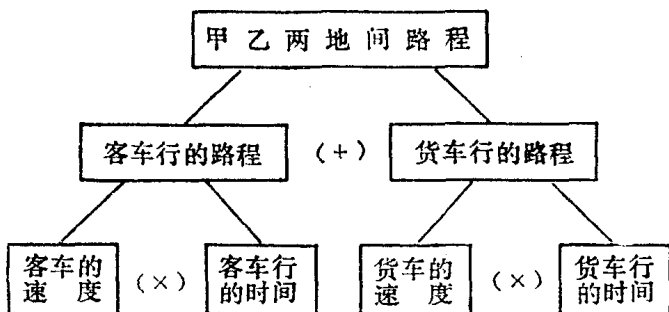 甲乙两地间路程
客车行的路程 (+) 货车行的路程
客车的 客车行 货车的 货车行
速度 (×) 的时间 速度 (×) 的时间